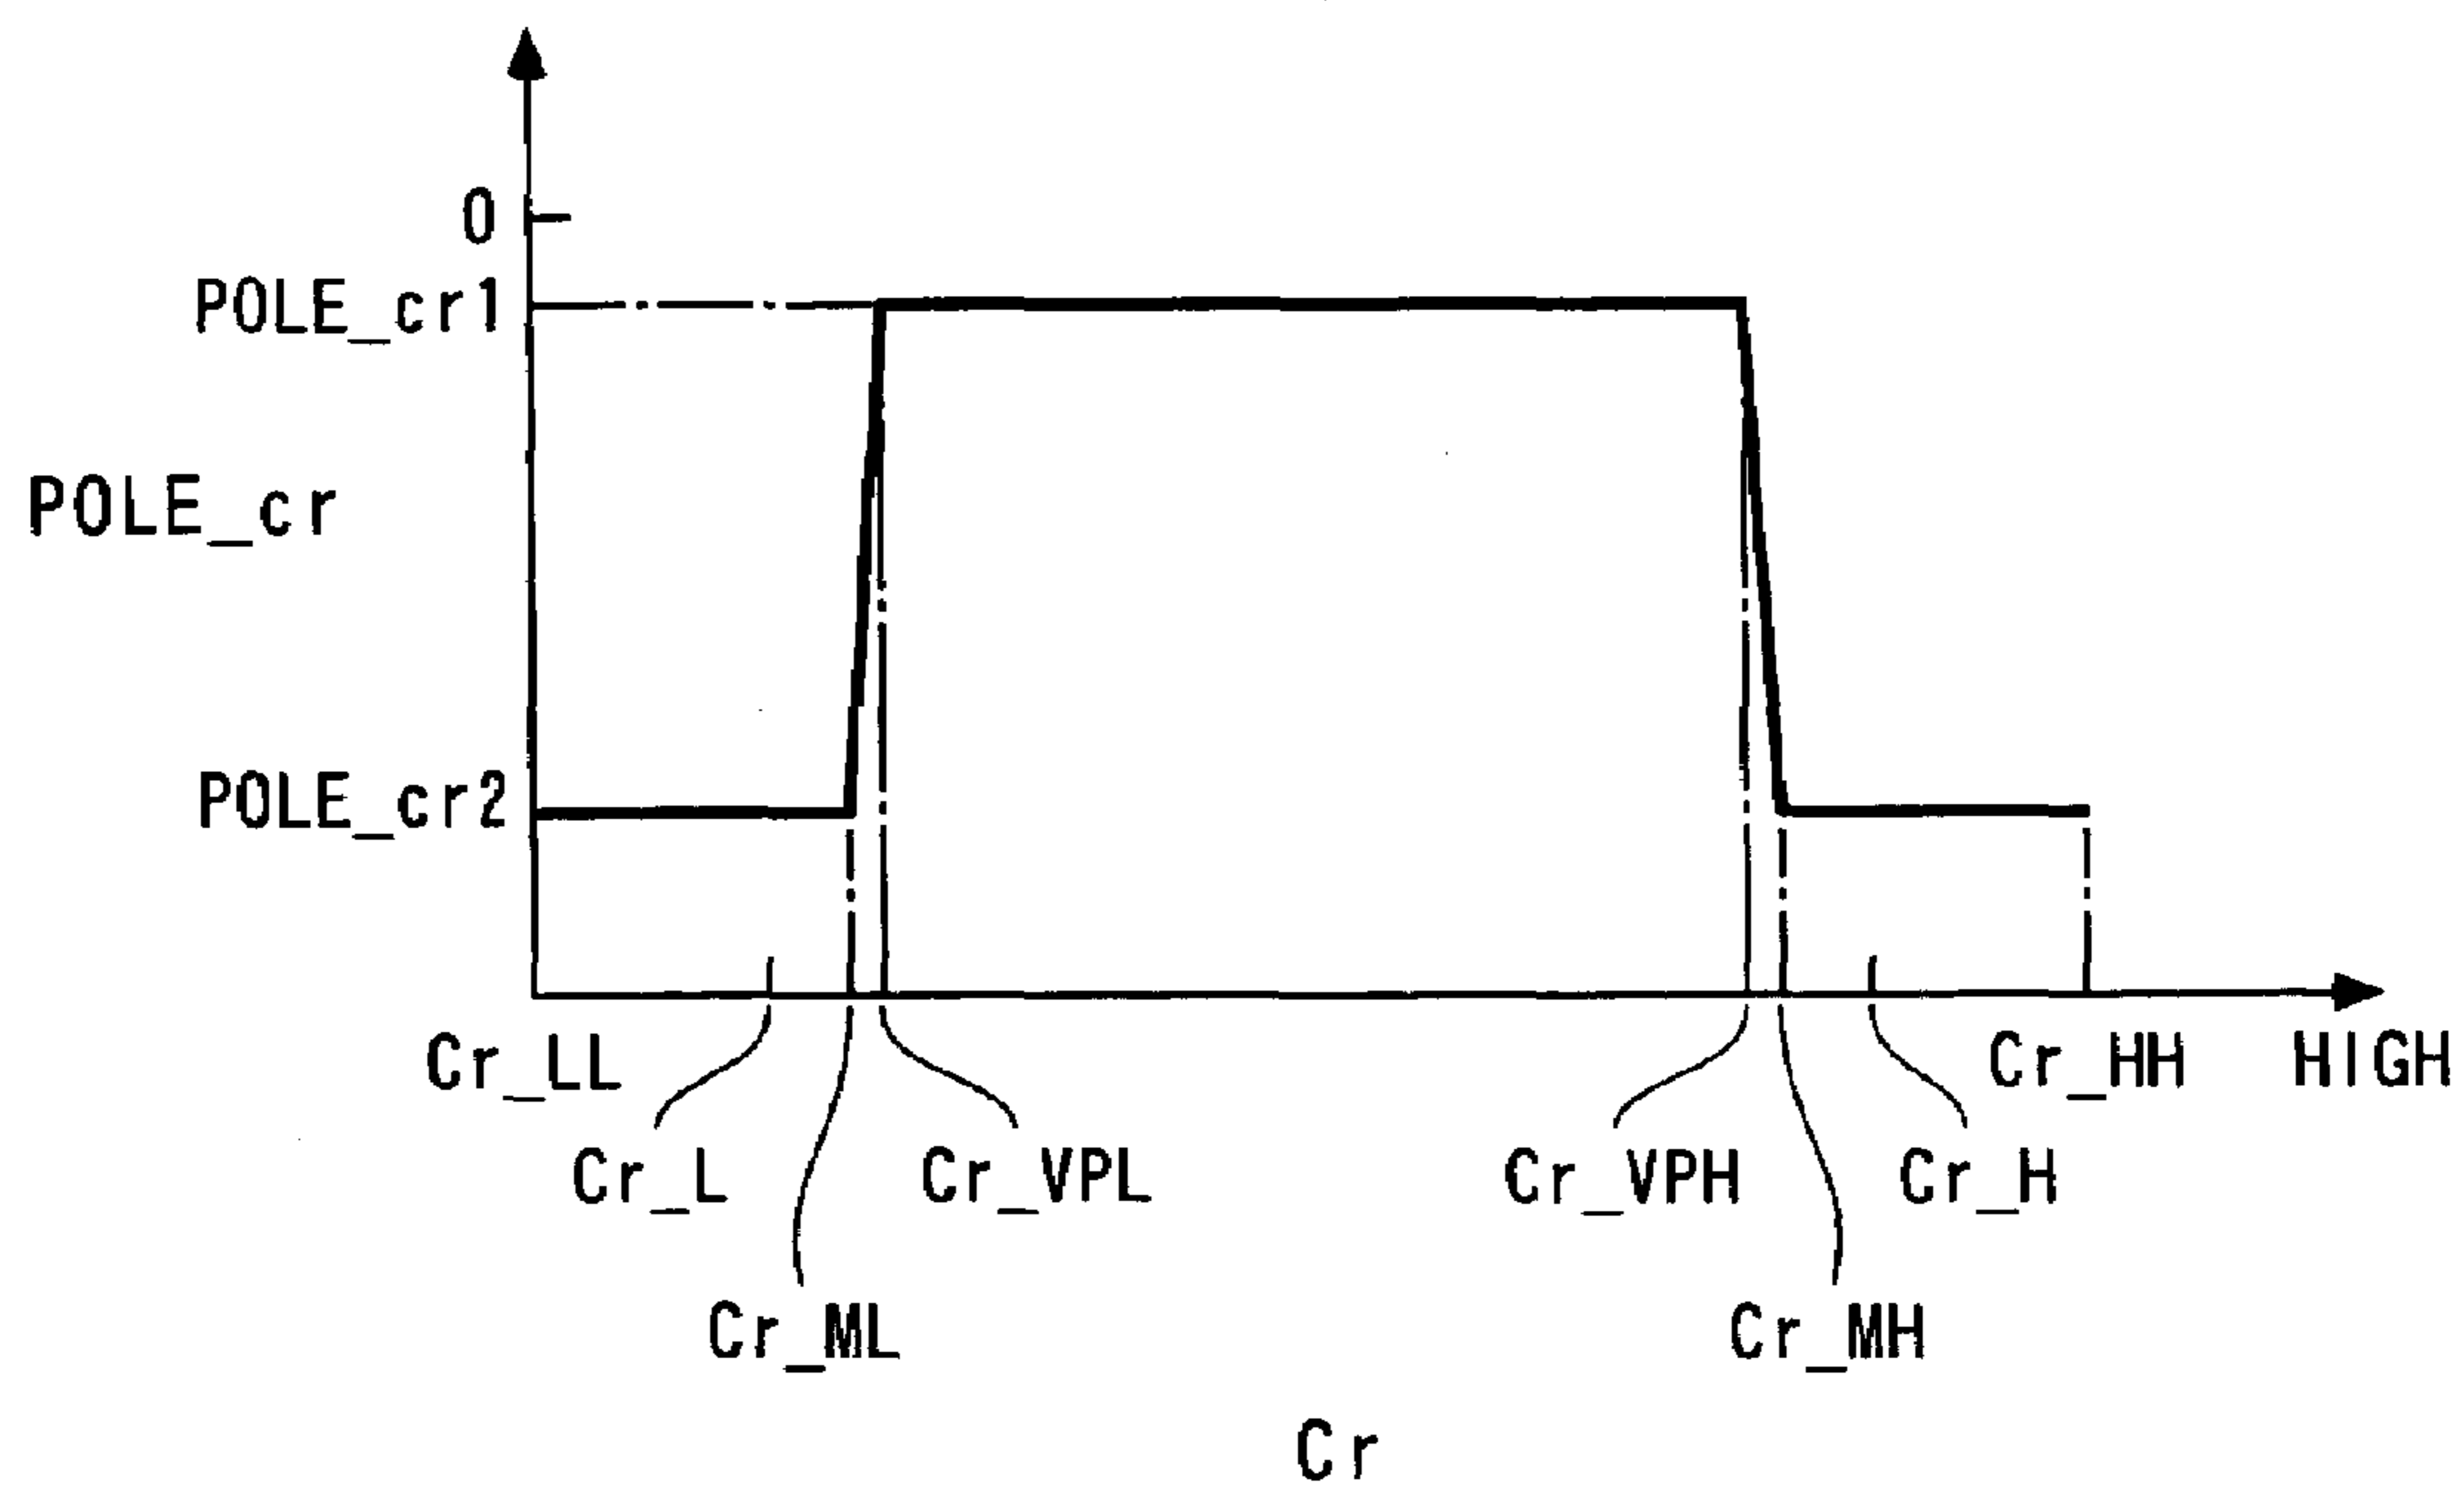 0
POLE_cr1
POLE_cr
POLE_cr2
Cr_LL
Cr_HH
HIGH
Cr_L
Cr_VPL
Cr_VPH
Cr_H
Cr_ML
Cr_MH
Cr